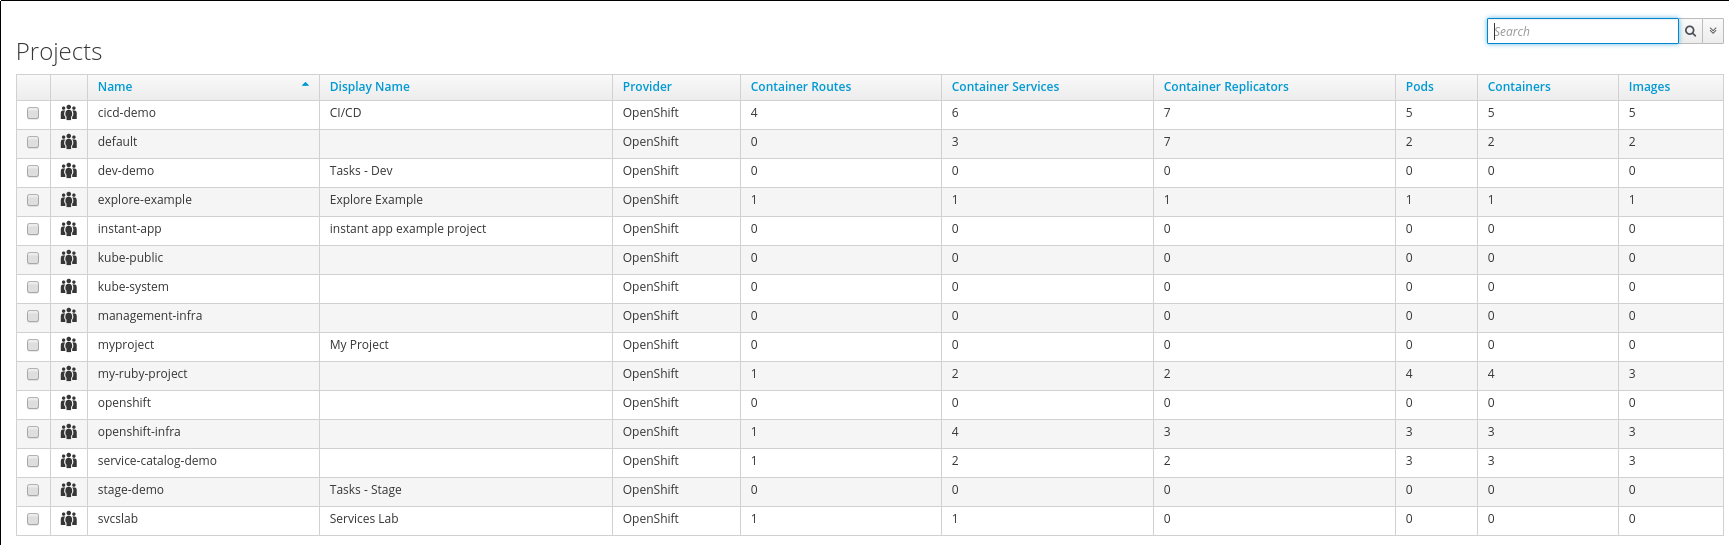 Search
Projects
Name Display Name Provider Container Routes Container Services Container Replicators Pods Containers Images
cicd-demo CI/CD OpenShift 4 6 7 5 5 5
default OpenShift 0 3 7 2 2 2
dev-demo Tasks - Dev OpenShift 0 0 0 0 0 0
explore-example Explore Example OpenShift 1 1 1 1 1 1
instant-app instant app example project OpenShift 0 0 0 0 0 0
kube-public OpenShift 0 0 0 0 0 0
kube-system OpenShift 0 0 0 0 0 0
management-infra OpenShift 0 0 0 0 0 0
myproject My Project OpenShift 0 0 0 0 0 0
my-ruby-project OpenShift 1 2 2 4 4 3
openshift OpenShift 0 0 0 0 0 0
openshift-infra OpenShift 1 4 3 3 3 3
service-catalog-demo OpenShift 1 2 2 3 3 3
stage-demo Tasks - Stage OpenShift 0 0 0 0 0 0
svcslab Services Lab OpenShift 1 1 0 0 0 0